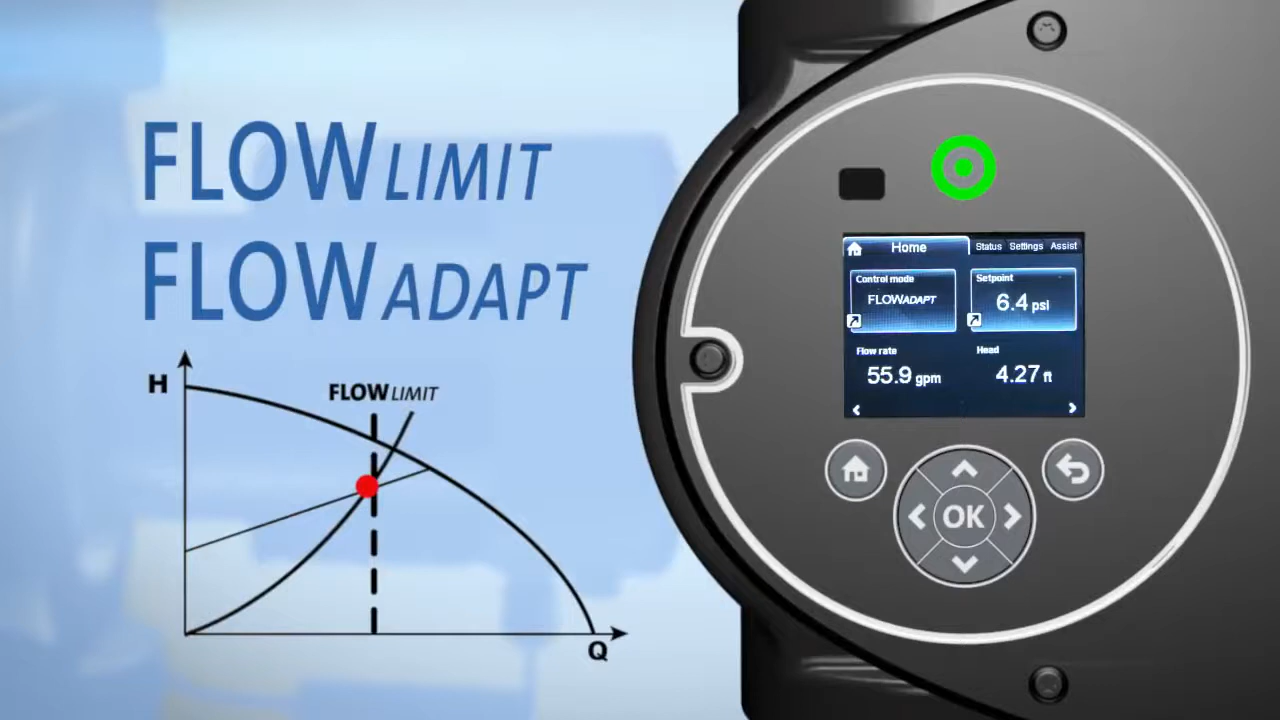 FLOWLIMIT
FLOWADAPT
H
FLOWLIMIT
Q
Home Status Settings Assist
Control mode Setpoint
FLOWADAPT 6.4 psi
Flow rate Head
55.9 gpm 4.27 ft
OK